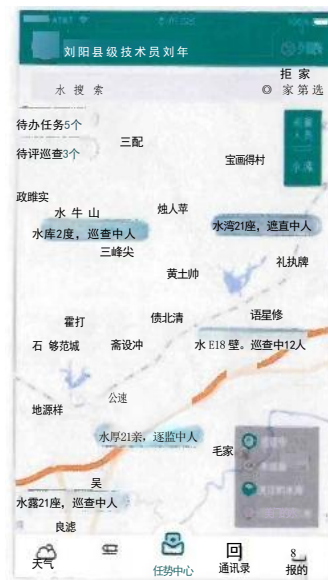 刘阳县级技术员刘年
拒家
水搜索
家第选
待办任务5个
三配
待评巡查3个
宝画得村
政雎实
水牛山
烛人苹
水库2度，巡查中人
水湾21座，遮直中人
三峰尖
礼执牌
黄土帅
霍打
债北清
语星修
石 够范城
斋设冲
水 E18 壁。巡查中12人
公速
地源样
水厚21亲，逐监中人
毛家
吴
水露21座，巡查中人
良滤
天气
任势中心
回
通讯录
8
报的